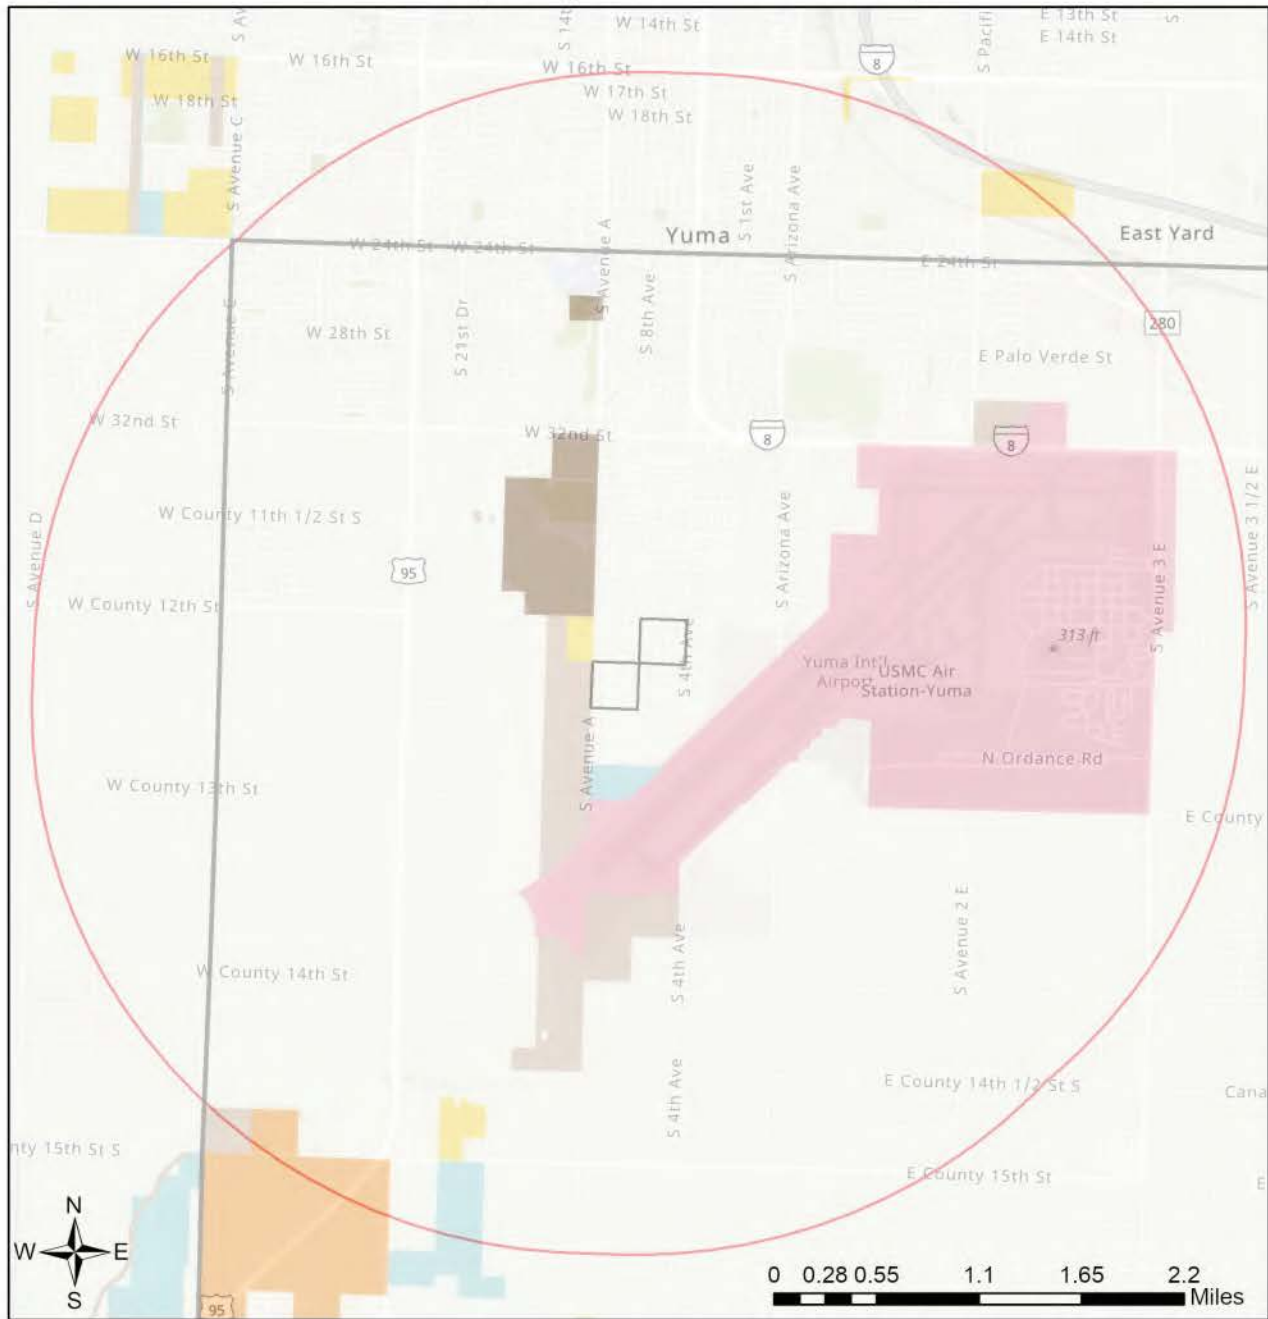 S Av
S 14t
W 14th St
E 13th St
E 14th St
S Pacifi
S
W 16th St
W 16th St
W 16th St
8
W 17th St
W 18th St
W 18th St
S Avenue C
S 1st Ave
S Arizona Ave
Yuma
East Yard
W 24th St
W 24th St
S Avenue A
E 24th St
S Avenue C
W 28th St
S 21st Dr
S 8th Ave
280
E Palo Verde St
W 32nd St
W 32nd St
8
8
S Avenue D
W County 11th 1/2 St S
S Arizona Ave
S Avenue 3 E
S Avenue 3 1/2 E
95
W County 12th St
S 4th Ave
313 ft
Yuma Int'l
Airport
USMC Air
Station-Yuma
S Avenue A
N Ordance Rd
W County 13th St
E County
S 4th Ave
S Avenue 2 E
W County 14th St
S 4th Ave
E County 14th 1/2 St S
Cana
nty 15th St S
E County 15th St
E
N
W
E
S
0 0.28 0.55 1.1 1.65 2.2
Miles
95